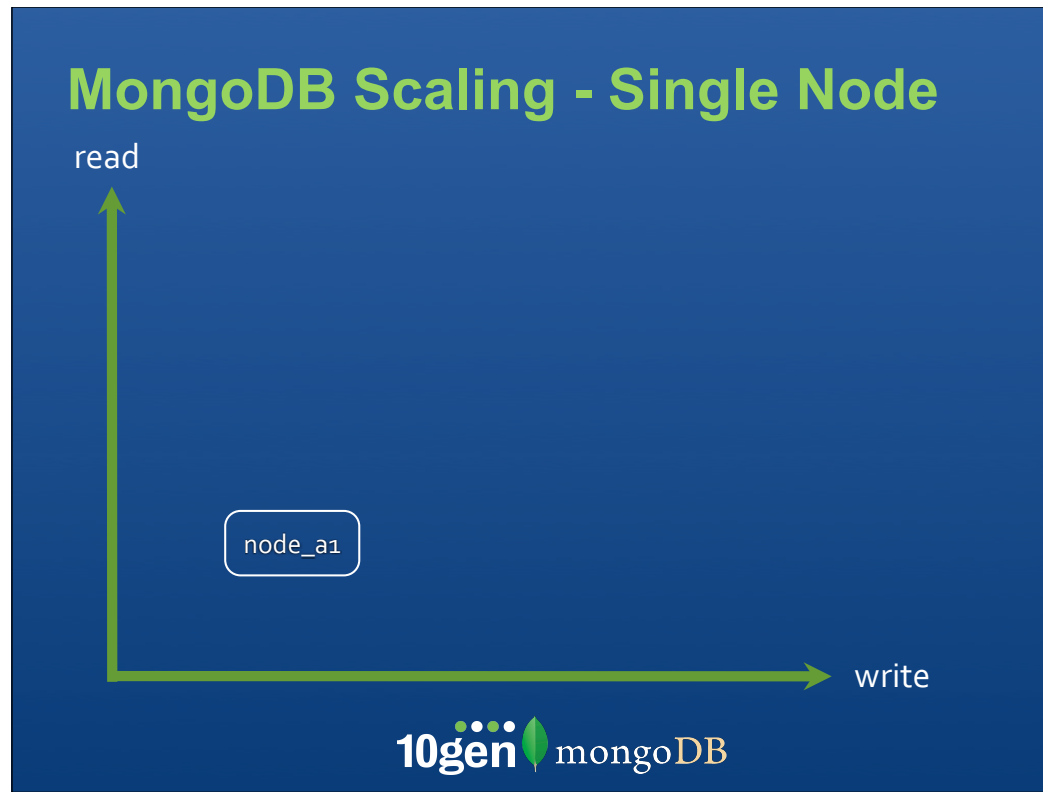 MongoDB Scaling - Single Node
read
node_a1
write
10gen mongoDB